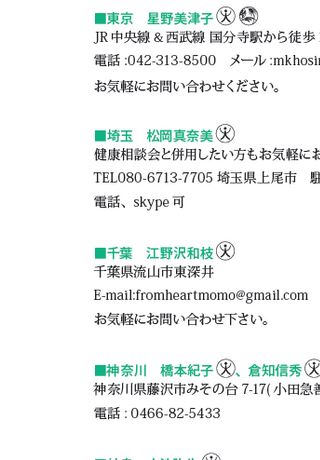 ■東京　星野美津子
JR 中央線 & 西武線 国分寺駅から徒歩
電話 :042-313-8500　メール :mkhosi
お気軽にお問い合わせください。
■埼玉　松岡真奈美
健康相談会と併用したい方もお気軽にお
TEL080-6713-7705 埼玉県上尾市　駐
電話、skype 可
■千葉　江野沢和枝
千葉県流山市東深井
E-mail:fromheartmomo@gmail.com
お気軽にお問い合わせ下さい。
■神奈川　橋本紀子 、倉知信秀
神奈川県藤沢市みその台 7-17( 小田急善
電話 : 0466-82-5433